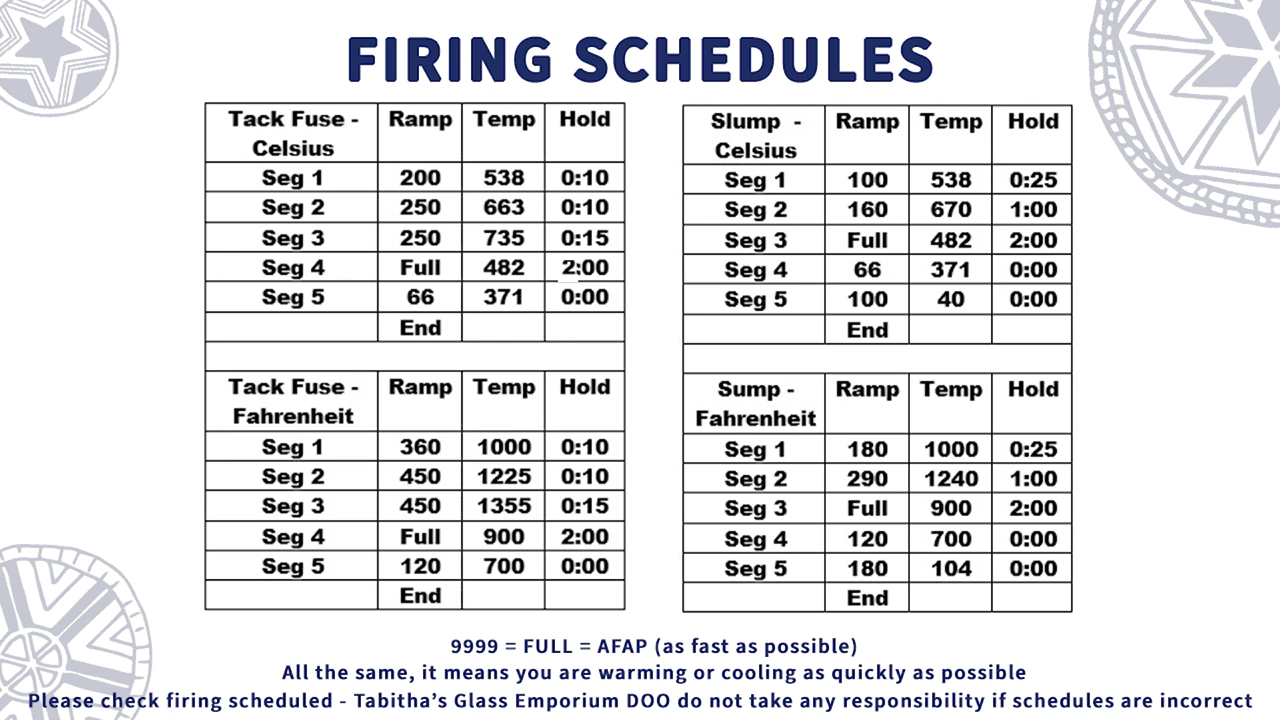 FIRING SCHEDULES
Tack Fuse - Celsius Ramp Temp Hold
Seg 1 200 538 0:10
Seg 2 250 663 0:10
Seg 3 250 735 0:15
Seg 4 Full 482 2:00
Seg 5 66 371 0:00
End
Tack Fuse - Fahrenheit Ramp Temp Hold
Seg 1 360 1000 0:10
Seg 2 450 1225 0:10
Seg 3 450 1355 0:15
Seg 4 Full 900 2:00
Seg 5 120 700 0:00
End
Slump - Celsius Ramp Temp Hold
Seg 1 100 538 0:25
Seg 2 160 670 1:00
Seg 3 Full 482 2:00
Seg 4 66 371 0:00
Seg 5 100 40 0:00
End
Sump - Fahrenheit Ramp Temp Hold
Seg 1 180 1000 0:25
Seg 2 290 1240 1:00
Seg 3 Full 900 2:00
Seg 4 120 700 0:00
Seg 5 180 104 0:00
End
9999 = FULL = AFAP (as fast as possible)
All the same, it means you are warming or cooling as quickly as possible
Please check firing scheduled - Tabitha’s Glass Emporium DOO do not take any responsibility if schedules are incorrect